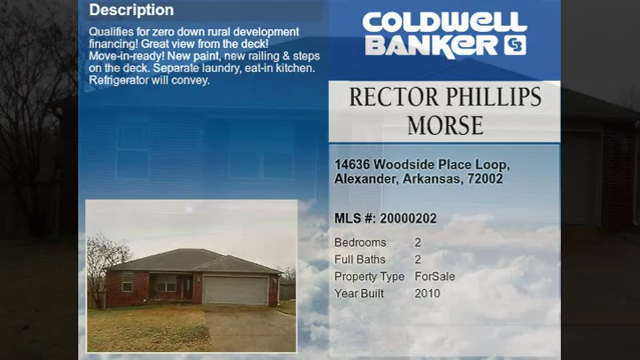 Description
Qualifies for zero down rural development
financing! Great view from the deck!
Move-in-ready! New paint, new railing & steps
on the deck. Separate laundry, eat-in kitchen.
Refrigerator will convey.
COLDWELL
BANKER CB
RECTOR PHILLIPS
MORSE
14636 Woodside Place Loop,
Alexander, Arkansas, 72002
MLS #: 20000202
Bedrooms 2
Full Baths 2
Property Type ForSale
Year Built 2010